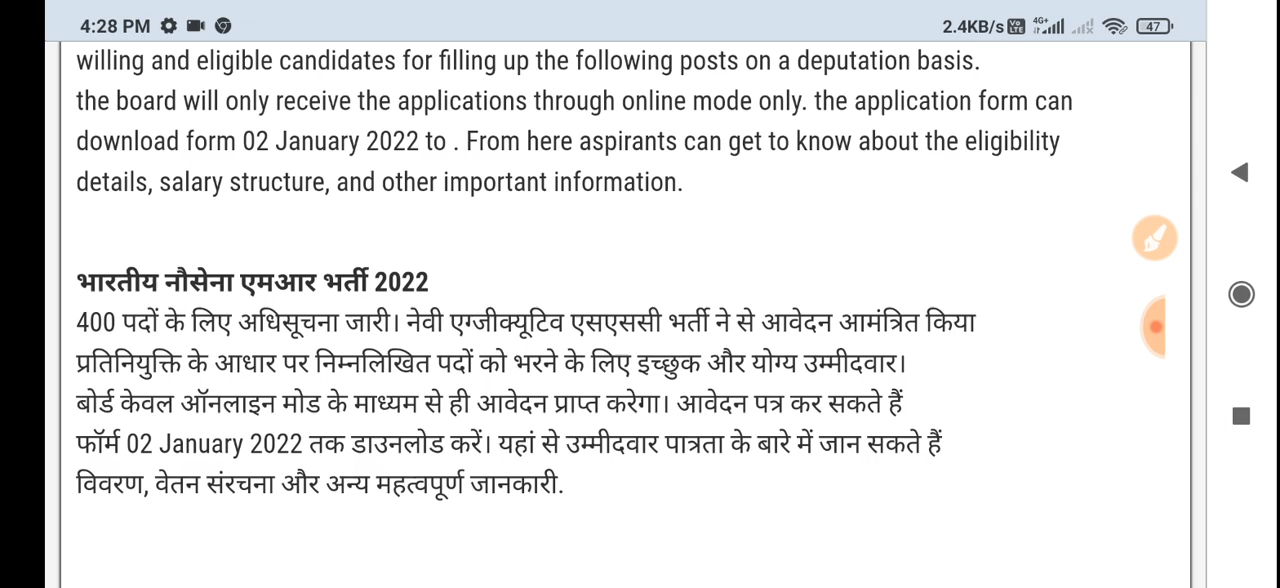 4:28 PM 2.4KB/s Vo LTE 4G+ 47
willing and eligible candidates for filling up the following posts on a deputation basis.
the board will only receive the applications through online mode only. the application form can
download form 02 January 2022 to . From here aspirants can get to know about the eligibility
details, salary structure, and other important information.
भारतीय नौसेना एमआर भर्ती 2022
400 पदों के लिए अधिसूचना जारी। नेवी एग्जीक्यूटिव एसएससी भर्ती ने से आवेदन आमंत्रित किया
प्रतिनियुक्ति के आधार पर निम्नलिखित पदों को भरने के लिए इच्छुक और योग्य उम्मीदवार।
बोर्ड केवल ऑनलाइन मोड के माध्यम से ही आवेदन प्राप्त करेगा। आवेदन पत्र कर सकते हैं
फॉर्म 02 January 2022 तक डाउनलोड करें। यहां से उम्मीदवार पात्रता के बारे में जान सकते हैं
विवरण, वेतन संरचना और अन्य महत्वपूर्ण जानकारी.